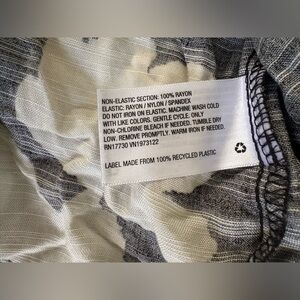 NON-ELASTIC SECTION: 100% RAYON
ELASTIC: RAYON / NYLON / SPANDEX
DO NOT IRON ON ELASTIC. MACHINE WASH COLD
WITH LIKE COLORS. GENTLE CYCLE. ONLY
NON-CHLORINE BLEACH IF NEEDED. TUMBLE DRY
LOW. REMOVE PROMPTLY. WARM IRON IF NEEDED.
RN17730 VN1973122
LABEL MADE FROM 100% RECYCLED PLASTIC